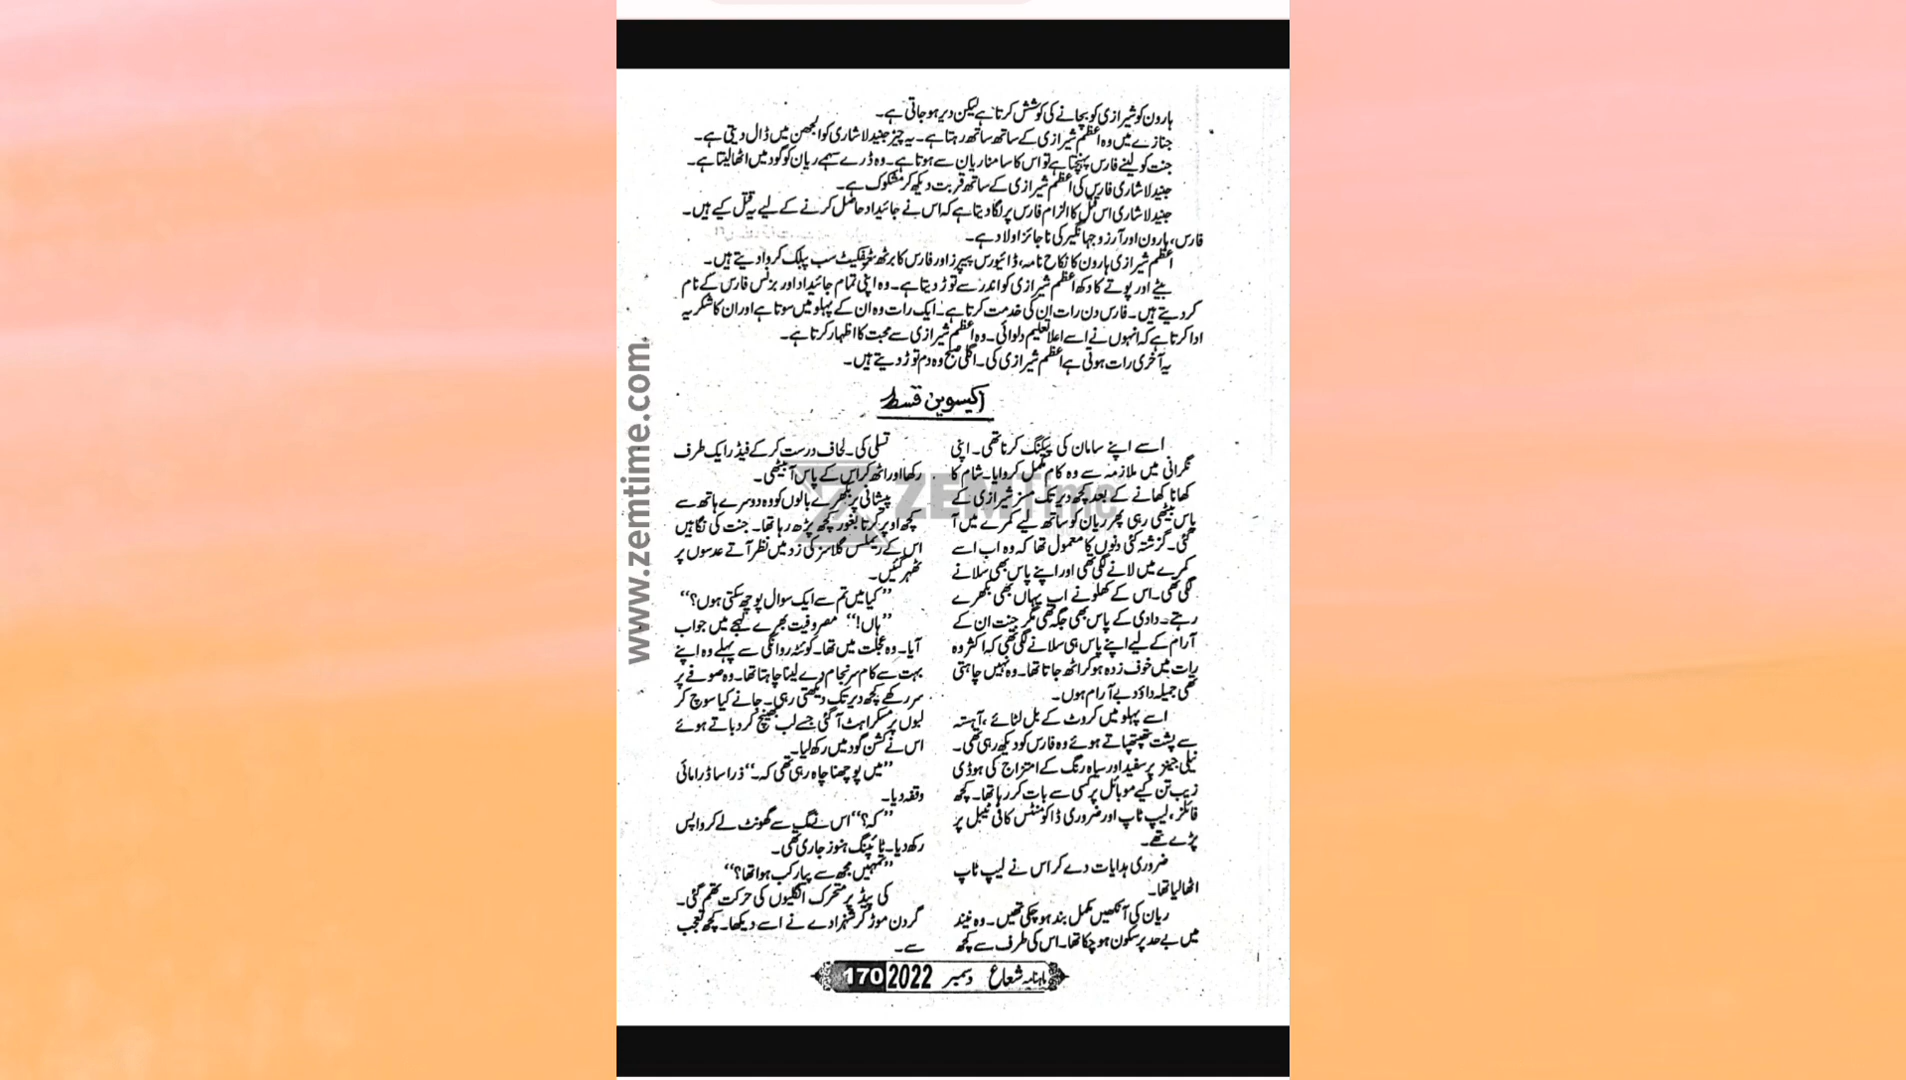 ہارون کو شیرازی کو بچانے کی کوشش کرتا ہے لیکن دیر ہو جاتی ہے۔
جنازے میں وہ اعظم شیرازی کے ساتھ ساتھ رہتا ہے۔ یہ چیز جنید لاشاری کو الجھن میں ڈال دیتی ہے۔
جنت کو لینے فارس پہنچتا ہے تو اس کا سامنا ریان سے ہوتا ہے۔ وہ ڈرے سہمے ریان کو گود میں اٹھا لیتا ہے۔
جنید لاشاری فارس کی اعظم شیرازی کے ساتھ قربت دیکھ کر مشکوک ہے۔
جنید لاشاری اس قتل کا الزام فارس پر لگا دیتا ہے کہ اس نے جائیداد حاصل کرنے کے لیے یہ قتل کیے ہیں۔
فارس، ہارون اور آرزو جہانگیر کی ناجائز اولاد ہے۔
اعظم شیرازی ہارون کا نکاح نامہ، ڈائیورس پیپرز اور فارس کا برتھ سرٹیفکیٹ سب پبلک کروا دیتے ہیں۔
بیٹے اور پوتے کا دکھ اعظم شیرازی کو اندر سے توڑ دیتا ہے۔ وہ اپنی تمام جائیداد اور بزنس فارس کے نام
کر دیتے ہیں۔ فارس دن رات ان کی خدمت کرتا ہے۔ ایک رات وہ ان کے پہلو میں سوتا ہے اور ان کا شکریہ
ادا کرتا ہے کہ انہوں نے اسے اعلا تعلیم دلوائی۔ وہ اعظم شیرازی سے محبت کا اظہار کرتا ہے۔
یہ آخری رات ہوتی ہے اعظم شیرازی کی۔ اگلی صبح وہ دم توڑ دیتے ہیں۔
اکیسویں قسط
اسے اپنے سامان کی پیکنگ کرنا تھی۔ اپنی
نگرانی میں ملازمہ سے وہ کام مکمل کروایا۔ شام کا
کھانا کھانے کے بعد کچھ دیر تک مسز شیرازی کے
پاس بیٹھی رہی پھر ریان کو ساتھ لیے کمرے میں آ
گئی۔ گزشتہ کئی دنوں کا معمول تھا کہ وہ اب اسے
کمرے میں لانے لگی تھی اور اپنے پاس بھی سلانے
لگی تھی۔ اس کے کھلونے اب یہاں بھی بکھرے
رہتے۔ دادی کے پاس بھی جگہ تھی مگر جنت ان کے
آرام کے لیے اپنے پاس ہی سلانے لگی تھی کہ اکثر وہ
رات میں خوف زدہ ہو کر اٹھ جاتا تھا۔ وہ نہیں چاہتی
تھی جمیلہ داؤد بے آرام ہوں۔
اسے پہلو میں کروٹ کے بل لٹائے، آہستہ
سے پشت تھپتھپاتے ہوئے وہ فارس کو دیکھ رہی تھی۔
نیلی جینز پر سفید اور سیاہ رنگ کے امتزاج کی ہوڈی
زیب تن کیے موبائل پر کسی سے بات کر رہا تھا۔ کچھ
فائلز، لیپ ٹاپ اور ضروری ڈاکومنٹس کافی ٹیبل پر
پڑے تھے۔
ضروری ہدایات دے کر اس نے لیپ ٹاپ
اٹھا لیا تھا۔
ریان کی آنکھیں مکمل بند ہو چکی تھیں۔ وہ نیند
میں بے حد پرسکون ہو چکا تھا۔ اس کی طرف سے کچھ
تسلی کی۔ لحاف درست کر کے فیڈر ایک طرف
رکھا اور اٹھ کر اس کے پاس آ بیٹھی۔
پیشانی پر بکھرے بالوں کو وہ دوسرے ہاتھ سے
کچھ اوپر کرتا بغور کچھ پڑھ رہا تھا۔ جنت کی نگاہیں
اس کے ریملس گلاسز کی زد میں نظر آتے عدسوں پر
ٹھہر گئیں۔
"کیا میں تم سے ایک سوال پوچھ سکتی ہوں؟"
"ہاں!" مصروفیت بھرے لہجے میں جواب
آیا۔ وہ عجلت میں تھا۔ کوئٹہ روانگی سے پہلے وہ اپنے
بہت سے کام سرانجام دے لینا چاہتا تھا۔ وہ صوفے پر
سر رکھے کچھ دیر تک دیکھتی رہی۔ جانے کیا سوچ کر
لبوں پر مسکراہٹ آ گئی جسے لب بھینچ کر دباتے ہوئے
اس نے کشن گود میں رکھ لیا۔
"میں پوچھنا چاہ رہی تھی کہ۔" ذرا سا ڈرامائی
وقفہ دیا۔
"کہ؟" اس نے مگ سے گھونٹ لے کر واپس
رکھ دیا۔ ٹائپنگ ہنوز جاری تھی۔
"تمہیں مجھ سے پیار کب ہوا تھا؟"
کی پیڈ پر متحرک انگلیوں کی حرکت تھم گئی۔
گردن موڑ کر شہزادے نے اسے دیکھا۔ کچھ تعجب
سے۔
ماہنامہ شعاع دسمبر 2022 170
www.zemtime.com
ZEMTime